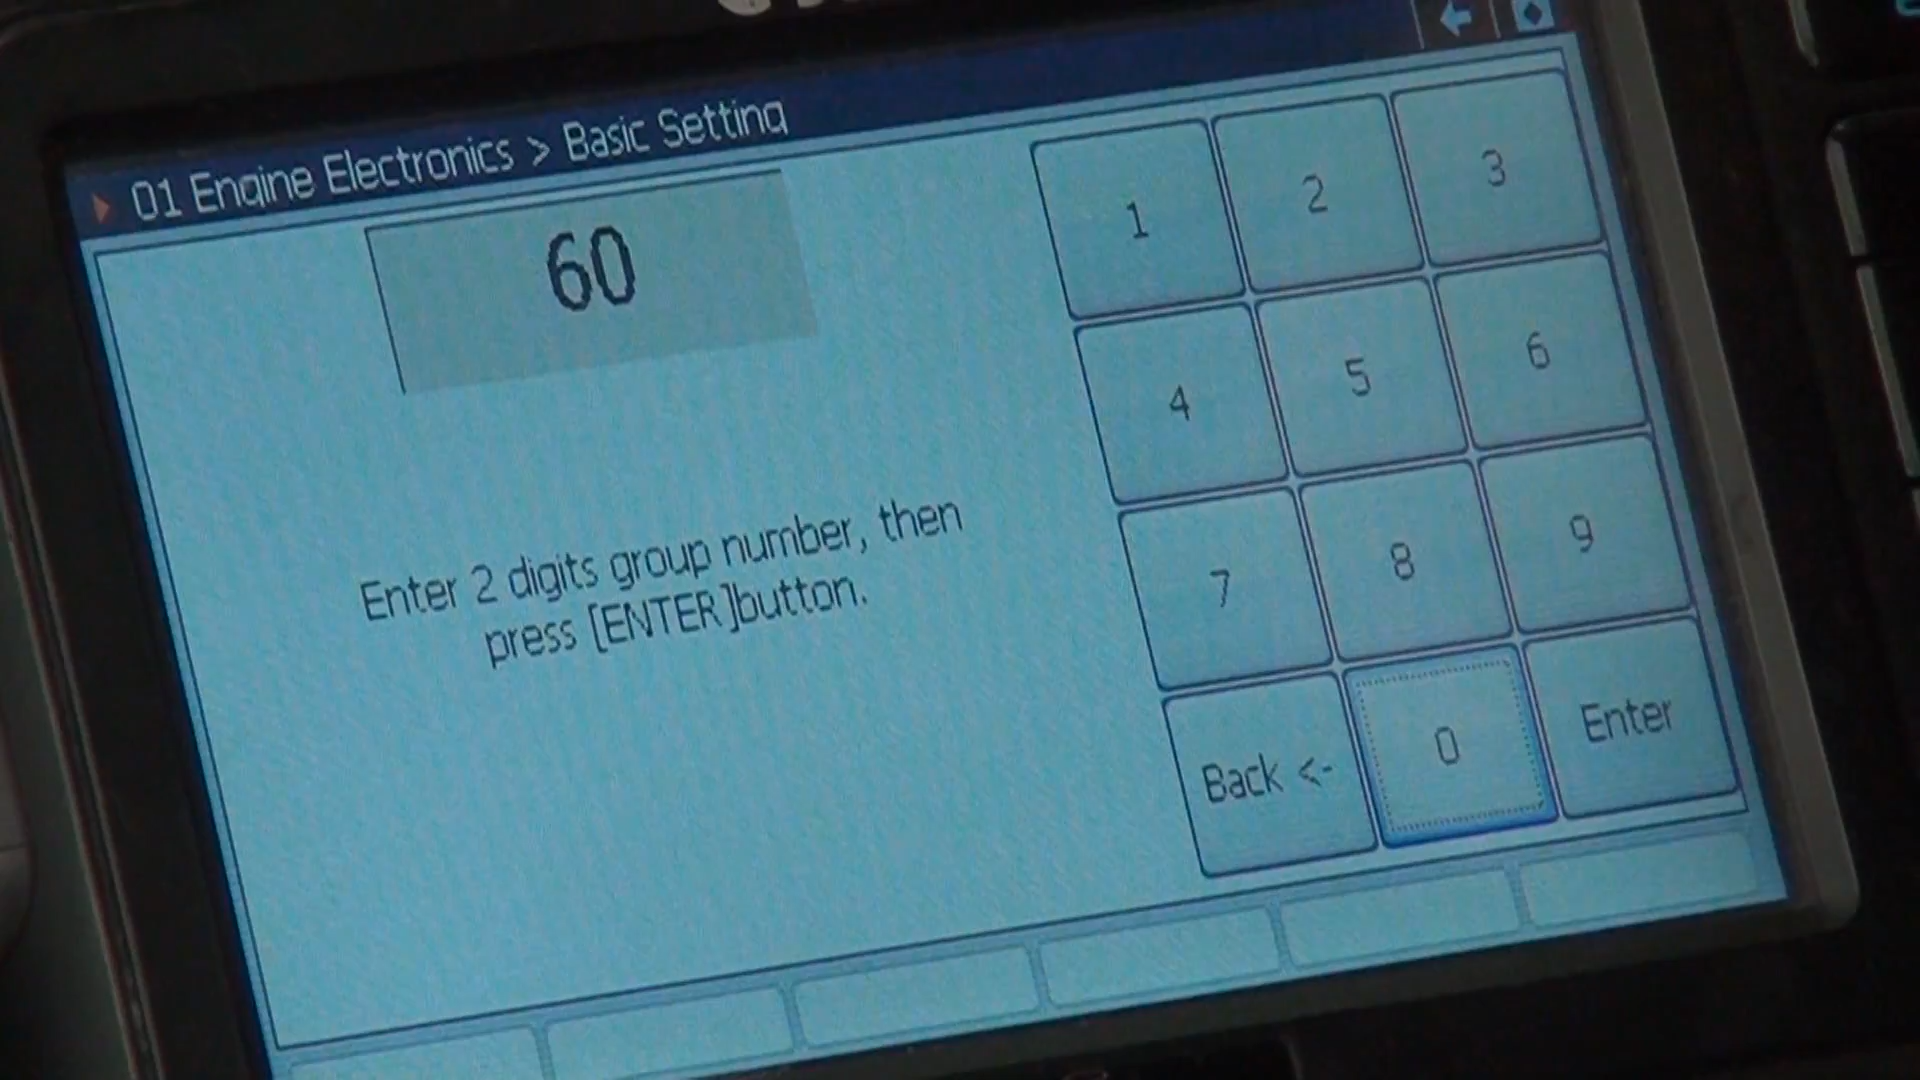 01 Engine Electronics > Basic Setting
60
Enter 2 digits group number, then
press [ENTER]button.
1 2 3
4 5 6
7 8 9
Back <- 0 Enter